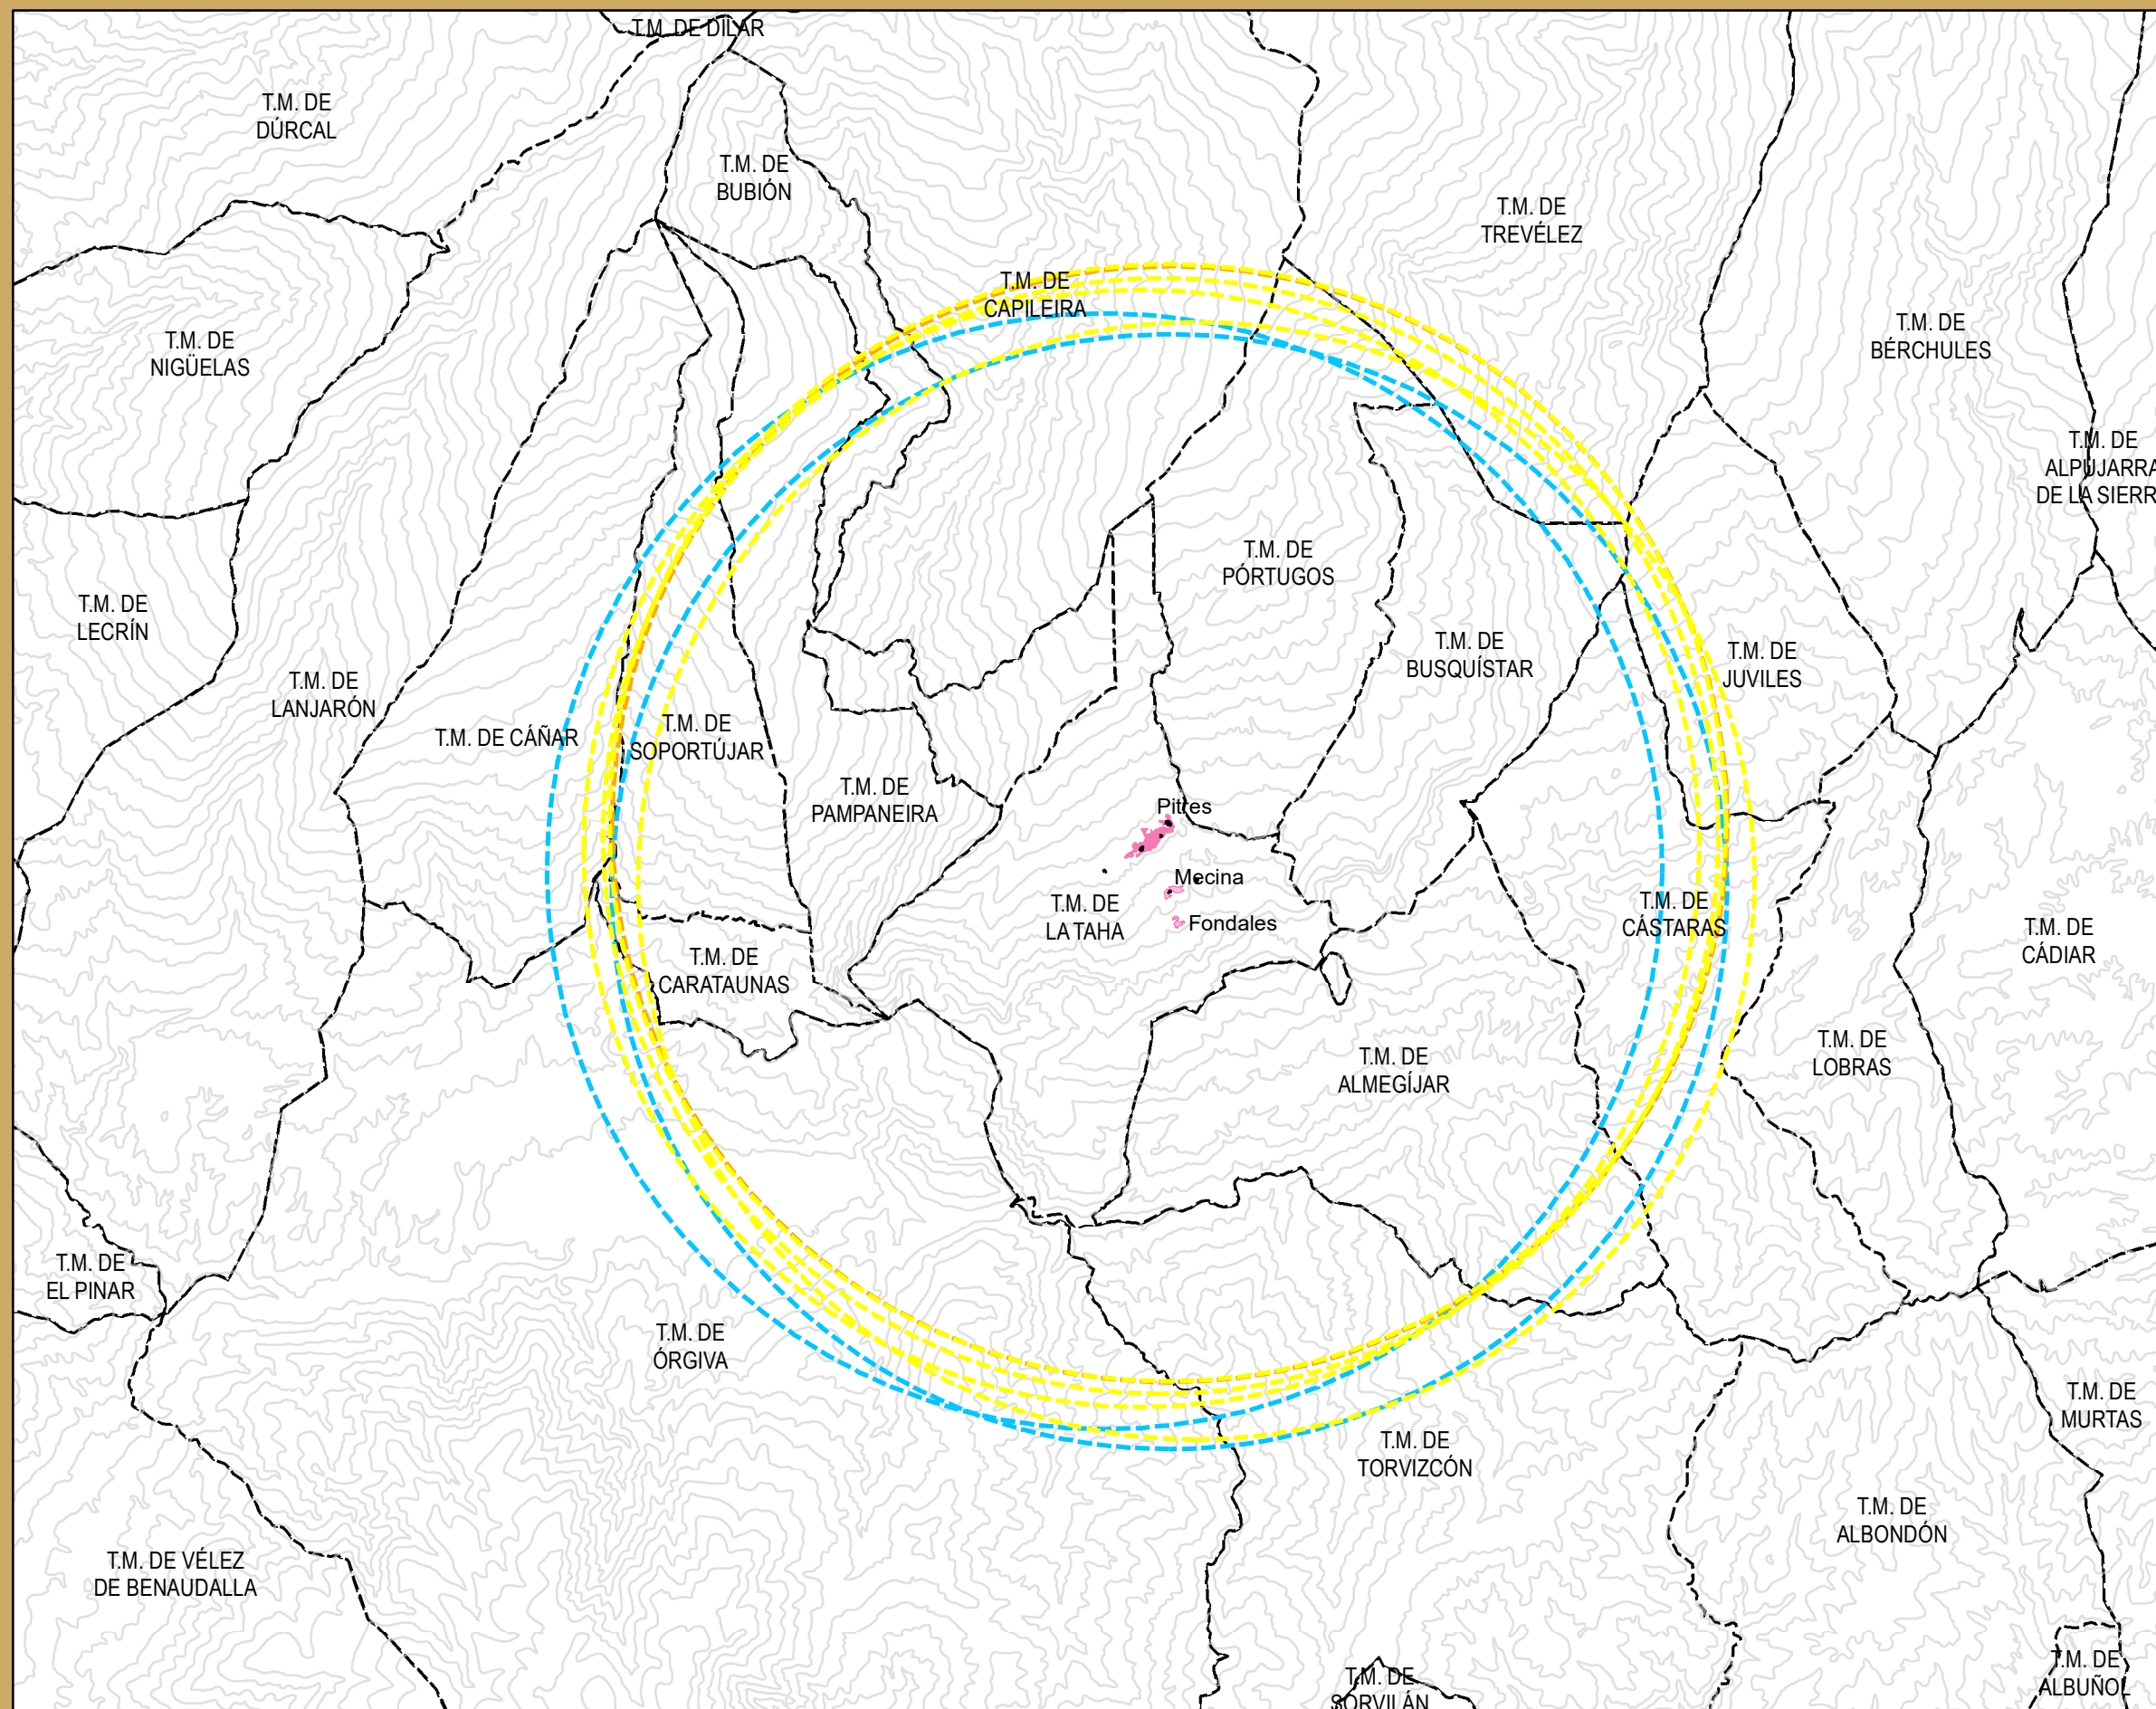 T.M. DE DÍLAR
T.M. DE
DÚRCAL
T.M. DE
BUBIÓN
T.M. DE
TREVÉLEZ
T.M. DE
CAPILEIRA
T.M. DE
NIGÜELAS
T.M. DE
BÉRCHULES
T.M. DE
ALPUJARRA
DE LA SIERR
T.M. DE
PÓRTUGOS
T.M. DE
LECRÍN
T.M. DE
BUSQUÍSTAR
T.M. DE
JUVILES
T.M. DE
LANJARÓN
T.M. DE CÁÑAR
T.M. DE
SOPORTÚJAR
T.M. DE
PAMPANEIRA
Pitres
Mecina
T.M. DE
LA TAHA
Fondales
T.M. DE
CÁSTARAS
T.M. DE
CÁDIAR
T.M. DE
CARATAUNAS
T.M. DE
LOBRAS
T.M. DE
ALMEGÍJAR
T.M. DE
EL PINAR
T.M. DE
ÓRGIVA
T.M. DE
MURTAS
T.M. DE
TORVIZCÓN
T.M. DE
ALBONDÓN
T.M. DE VÉLEZ
DE BENAUDALLA
T.M. DE
SORVILÁN
T.M. DE
ALBUÑOL